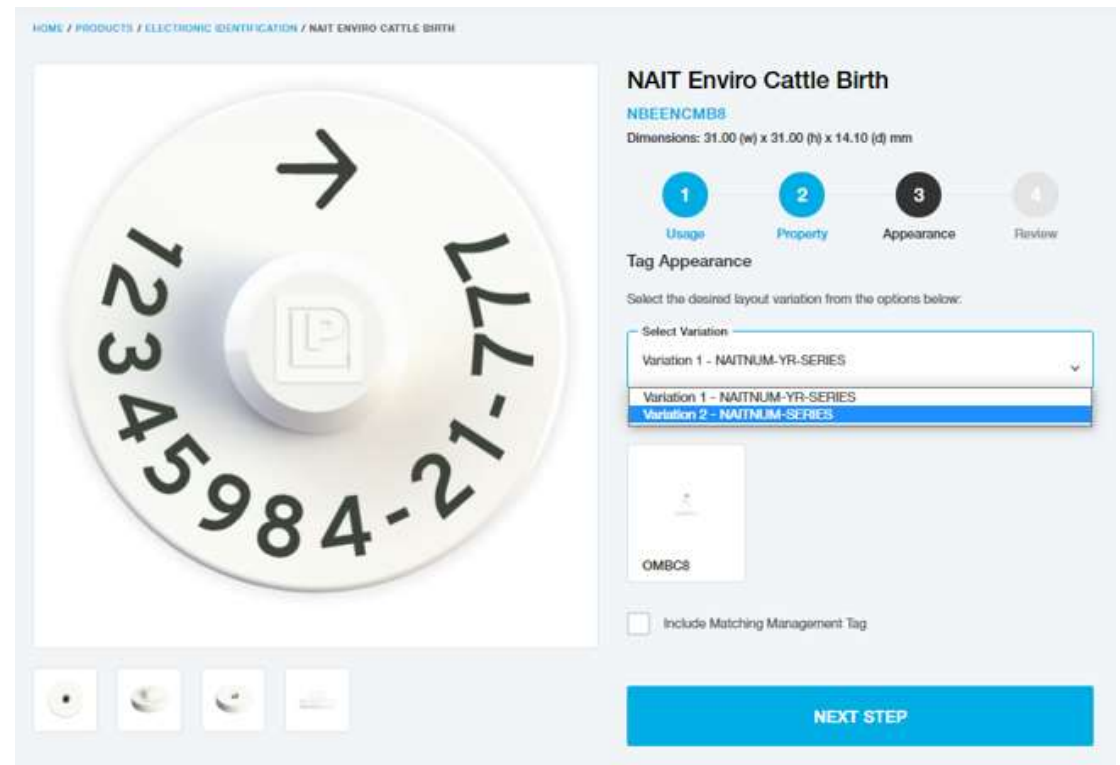 HOME / PRODUCTS / ELECTRONIC IDENTIFICATION / NAIT ENVIRO CATTLE BIRTH
12345984-21-777
LP
NAIT Enviro Cattle Birth
NBEENCMB8
Dimensions: 31.00 (w) x 31.00 (h) x 14.10 (d) mm
1 2 3 4
Usage Property Appearance Review
Tag Appearance
Select the desired layout variation from the options below:
Select Variation
Variation 1 - NAITNUM-YR-SERIES
Variation 1 - NAITNUM-YR-SERIES
Variation 2 - NAITNUM-SERIES
OMBC8
Include Matching Management Tag
NEXT STEP